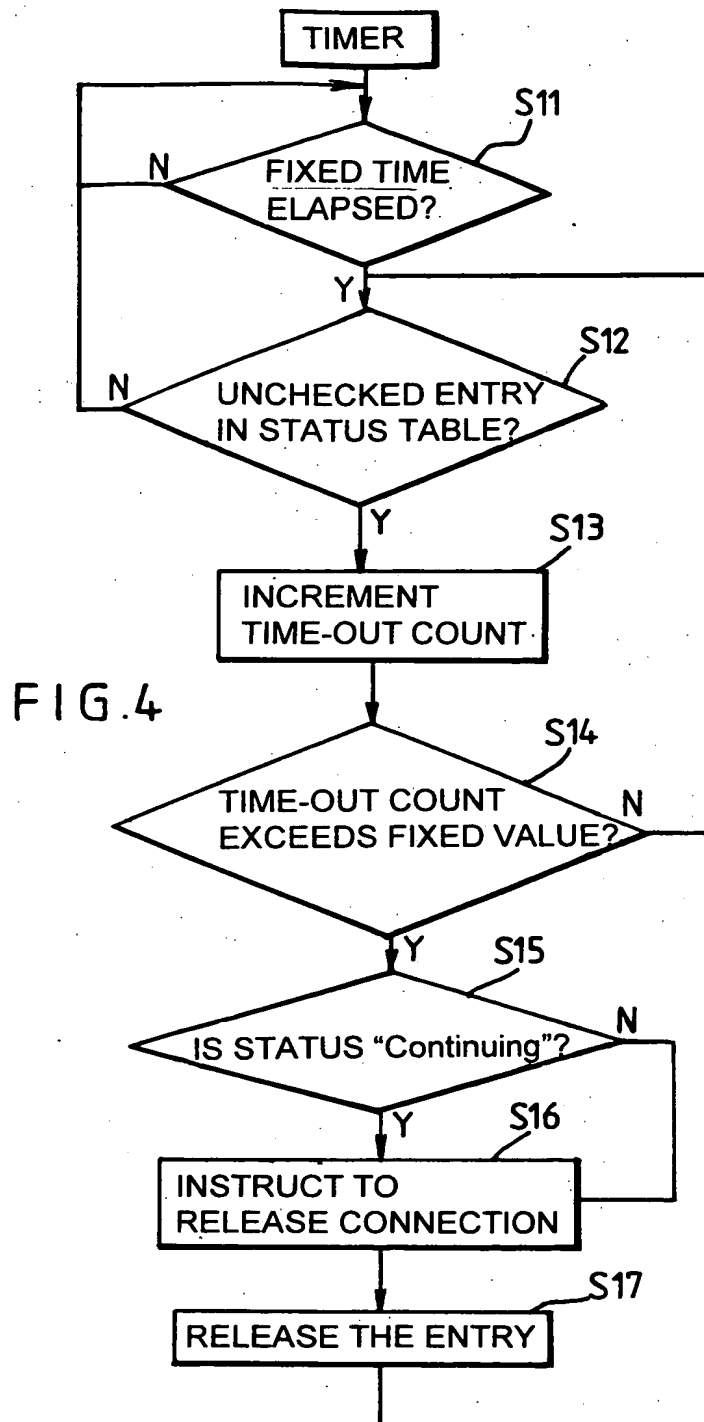 TIMER
S11
N
FIXED TIME
ELAPSED?
Y
S12
N
UNCHECKED ENTRY
IN STATUS TABLE?
Y
S13
INCREMENT
TIME-OUT COUNT
FIG.4
S14
TIME-OUT COUNT
EXCEEDS FIXED VALUE?
N
Y
S15
IS STATUS “Continuing”?
N
Y
S16
INSTRUCT TO
RELEASE CONNECTION
S17
RELEASE THE ENTRY